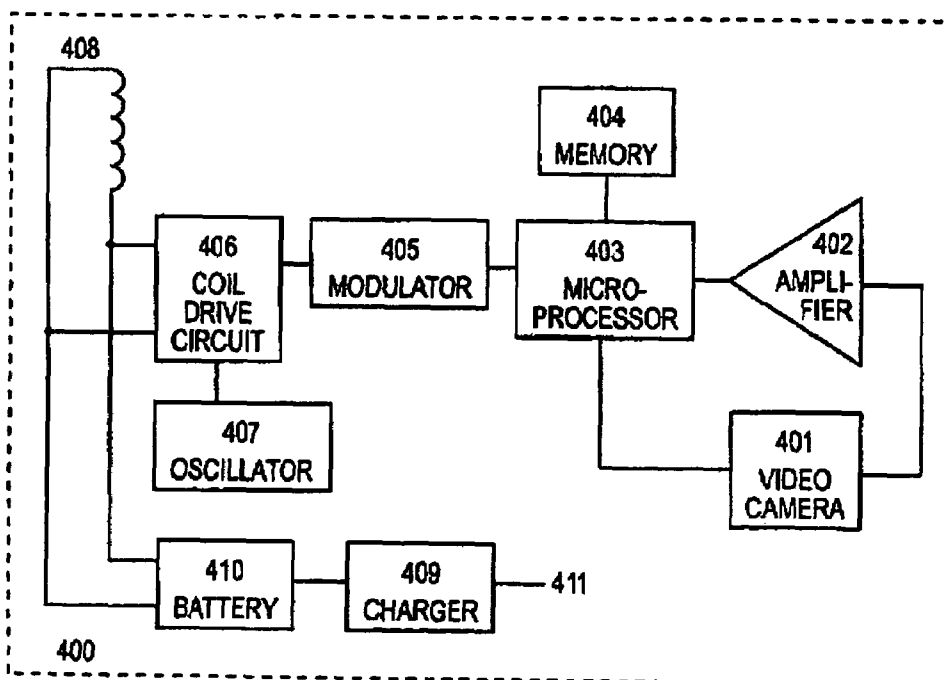 408
404
MEMORY
406
COIL
DRIVE
CIRCUIT
405
MODULATOR
403
MICRO-
PROCESSOR
402
AMPLI-
FIER
407
OSCILLATOR
401
VIDEO
CAMERA
410
BATTERY
409
CHARGER
411
400